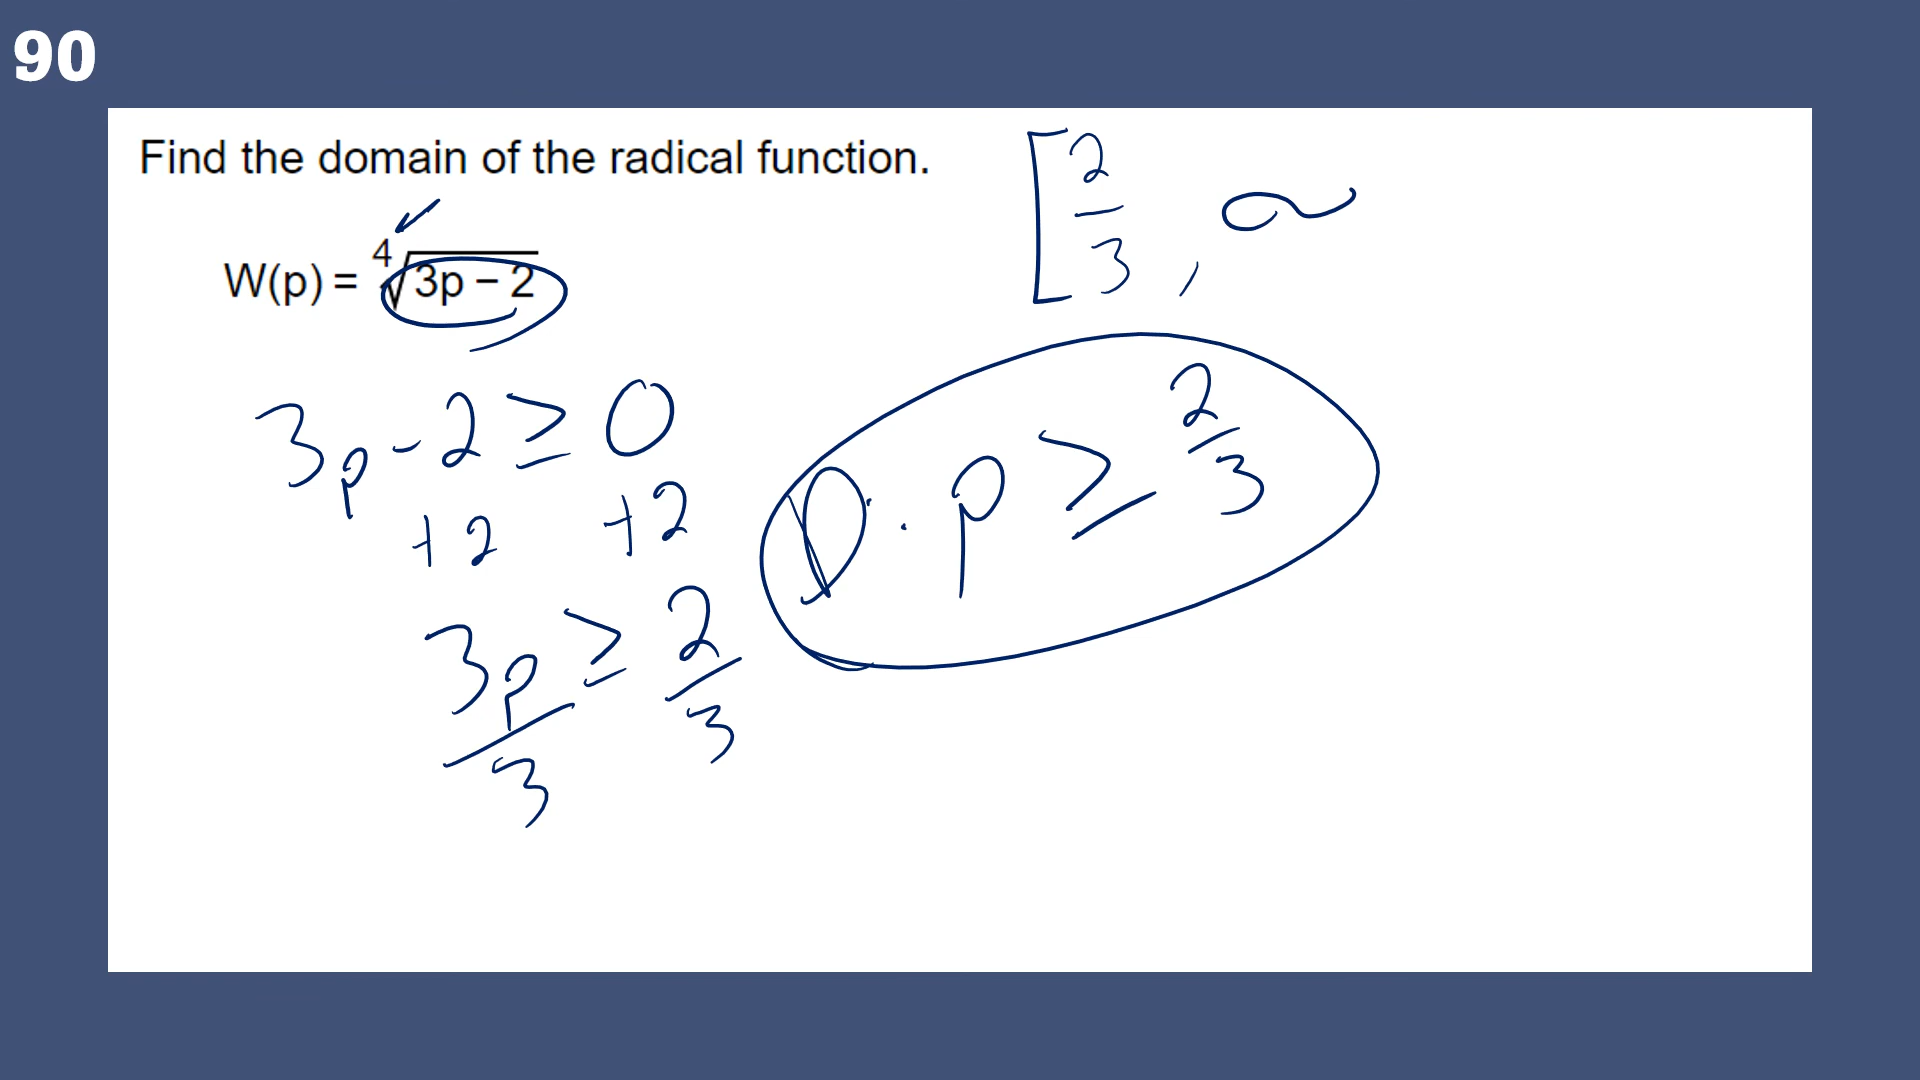 90
Find the domain of the radical function.
W(p) = ∜(3p − 2)
[2/3, ∞
3p - 2 ≥ 0
+2 +2
3p/3 ≥ 2/3
D: p ≥ 2/3